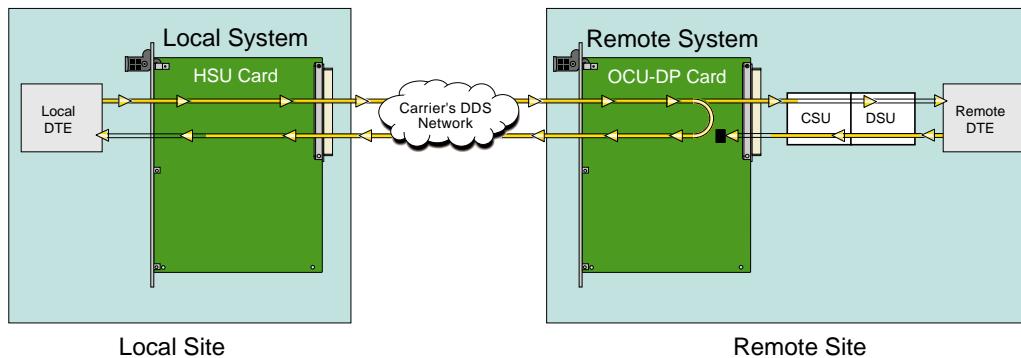 Local System
Remote System
HSU Card
OCU-DP Card
Local
DTE
Carrier's DDS
Network
CSU
DSU
Remote
DTE
Local Site
Remote Site